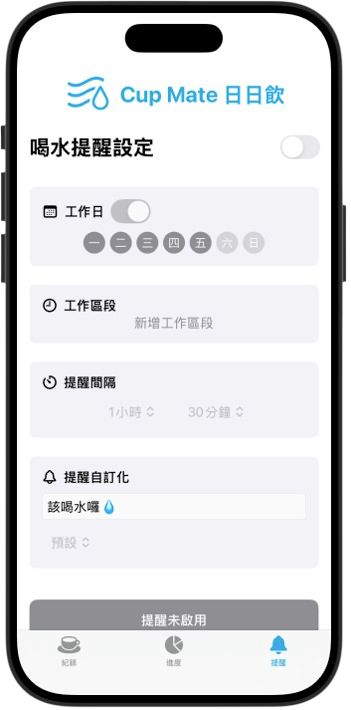 Cup Mate 日日飲
喝水提醒設定
工作日
一 二 三 四 五 六 日
工作區段
新增工作區段
提醒間隔
1小時 30分鐘
提醒自訂化
該喝水囉💧
預設
提醒未啟用
紀錄 進度 提醒